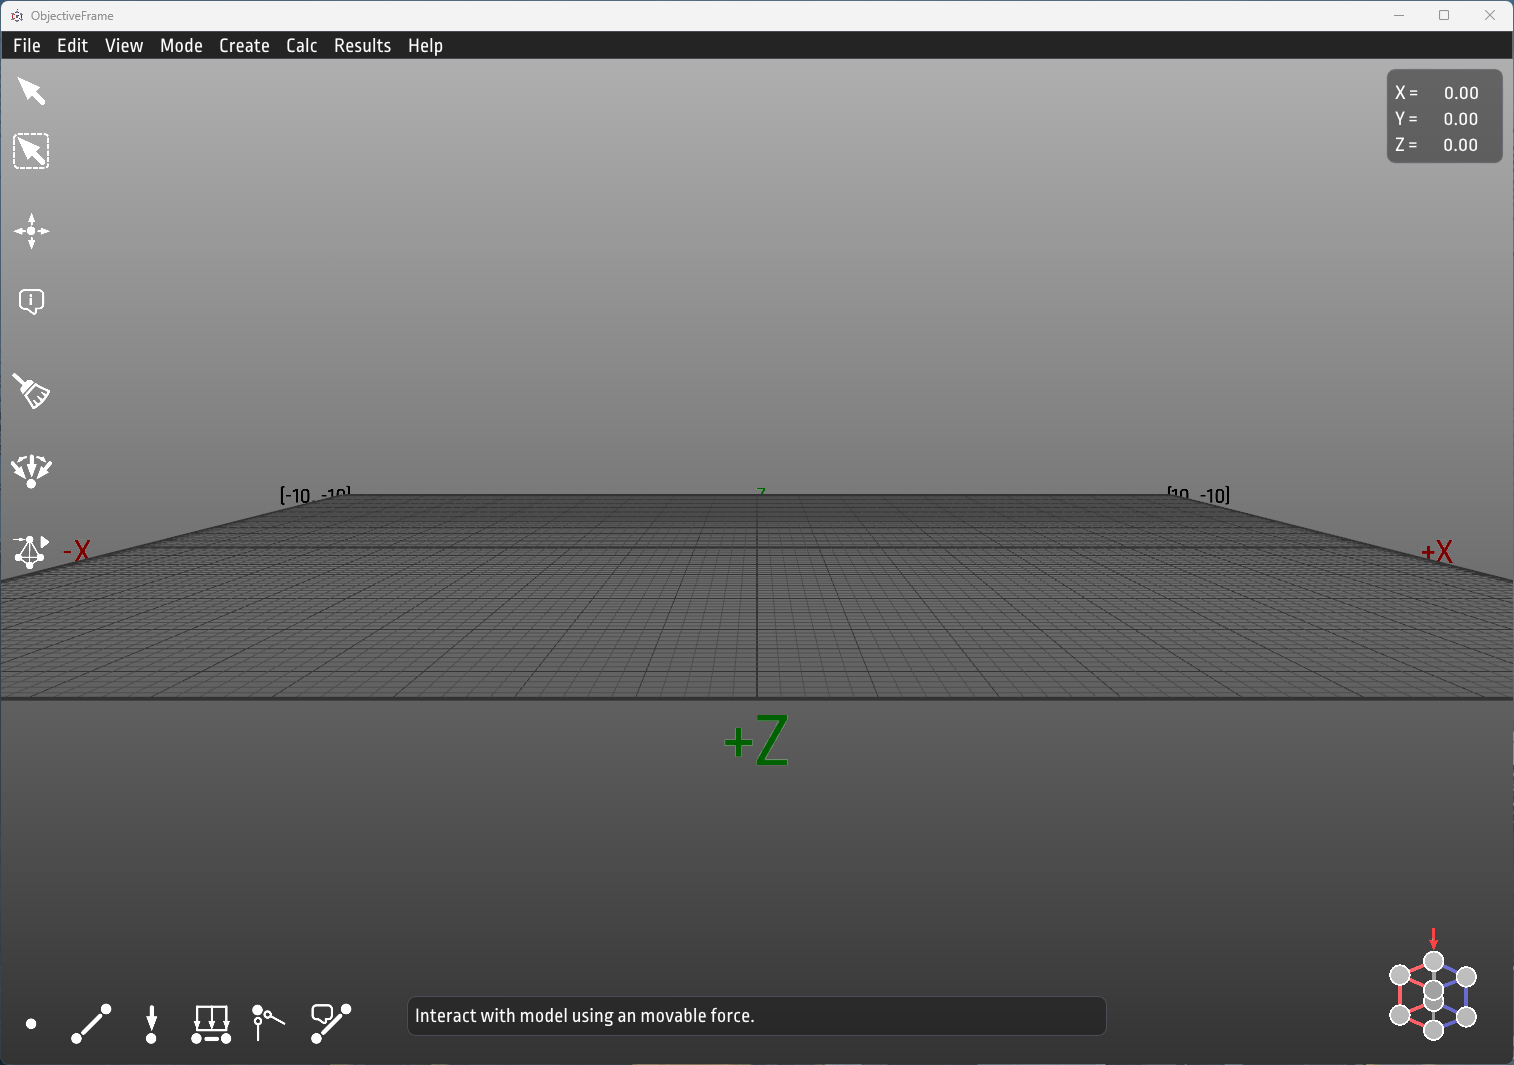 ObjectiveFrame
File Edit View Mode Create Calc Results Help
X = 0.00
Y = 0.00
Z = 0.00
[-10, -10]
[10, -10]
-X
+X
+Z
Interact with model using an movable force.